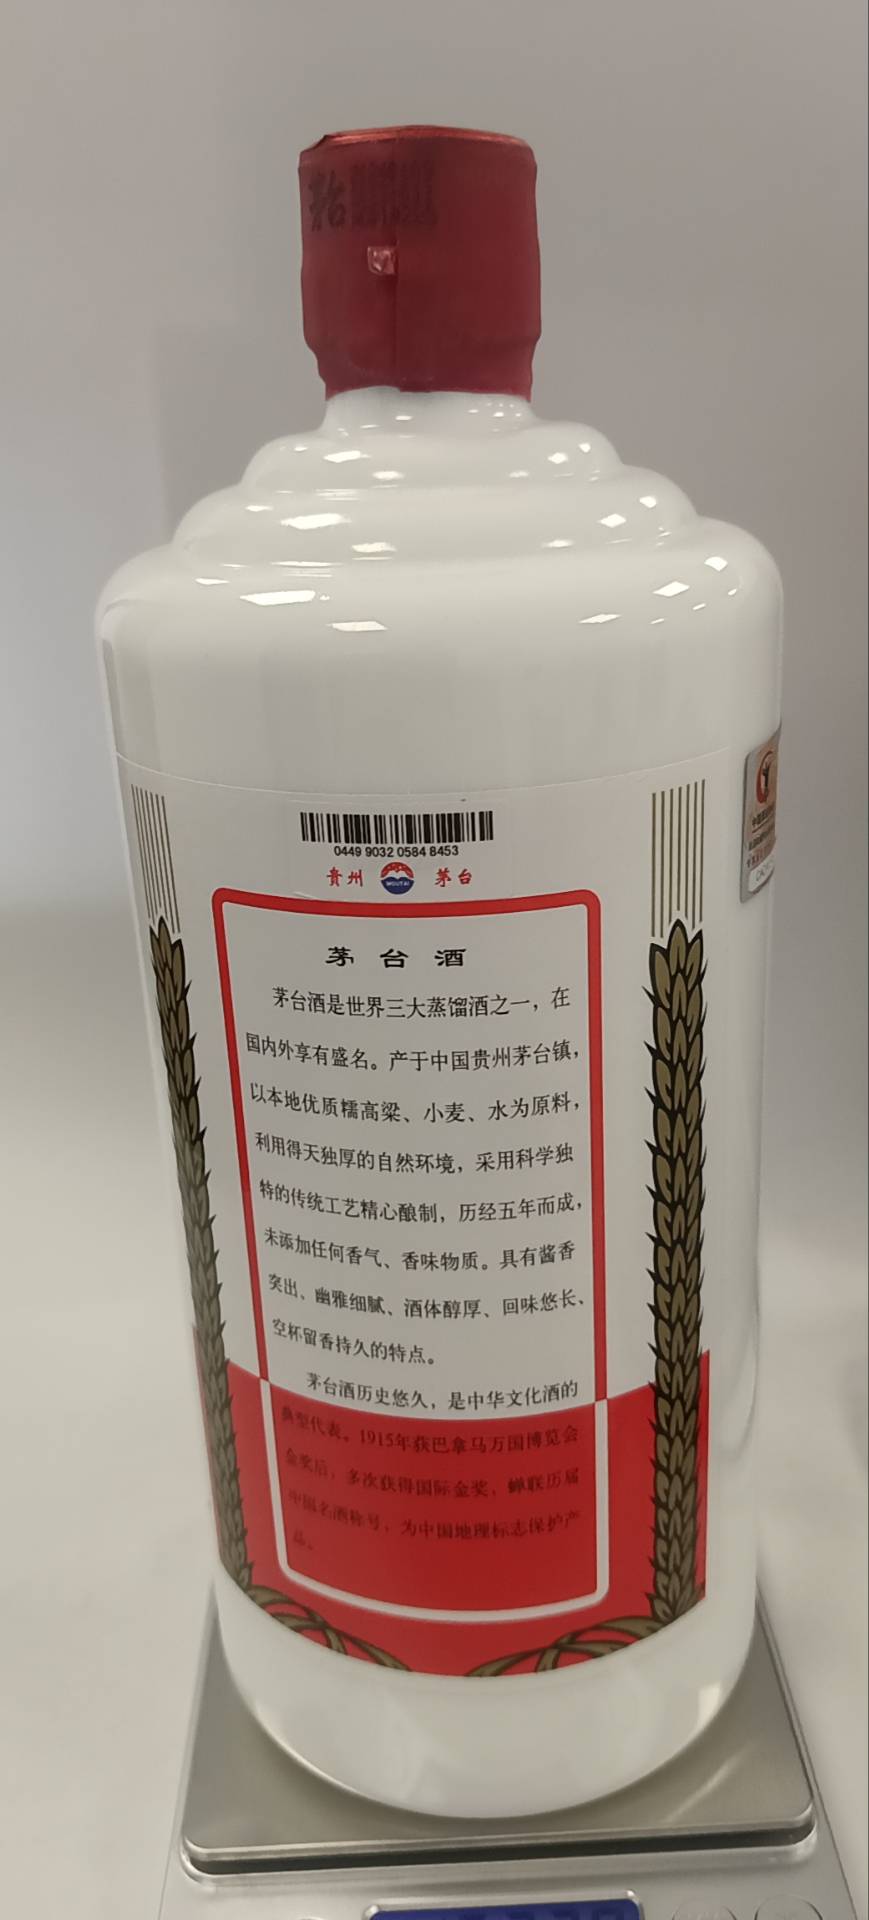 茅台
0449 9032 0584 8453
贵州 MOUTAI 茅台
茅台酒
茅台酒是世界三大蒸馏酒之一，在
国内外享有盛名。产于中国贵州茅台镇，
以本地优质糯高粱、小麦、水为原料，
利用得天独厚的自然环境，采用科学独
特的传统工艺精心酿制，历经五年而成，
未添加任何香气、香味物质。具有酱香
突出、幽雅细腻、酒体醇厚、回味悠长、
空杯留香持久的特点。
茅台酒历史悠久，是中华文化酒的
典型代表。1915年获巴拿马万国博览会
金奖后，多次获得国际金奖，蝉联历届
中国名酒称号，为中国地理标志保护产
品。